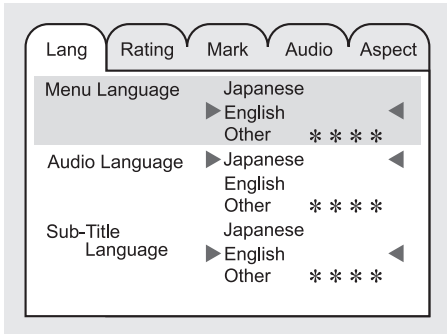 Lang Rating Mark Audio Aspect
Menu Language Japanese
English
Other ＊＊＊＊
Audio Language Japanese
English
Other ＊＊＊＊
Sub-Title Japanese
Language English
Other ＊＊＊＊